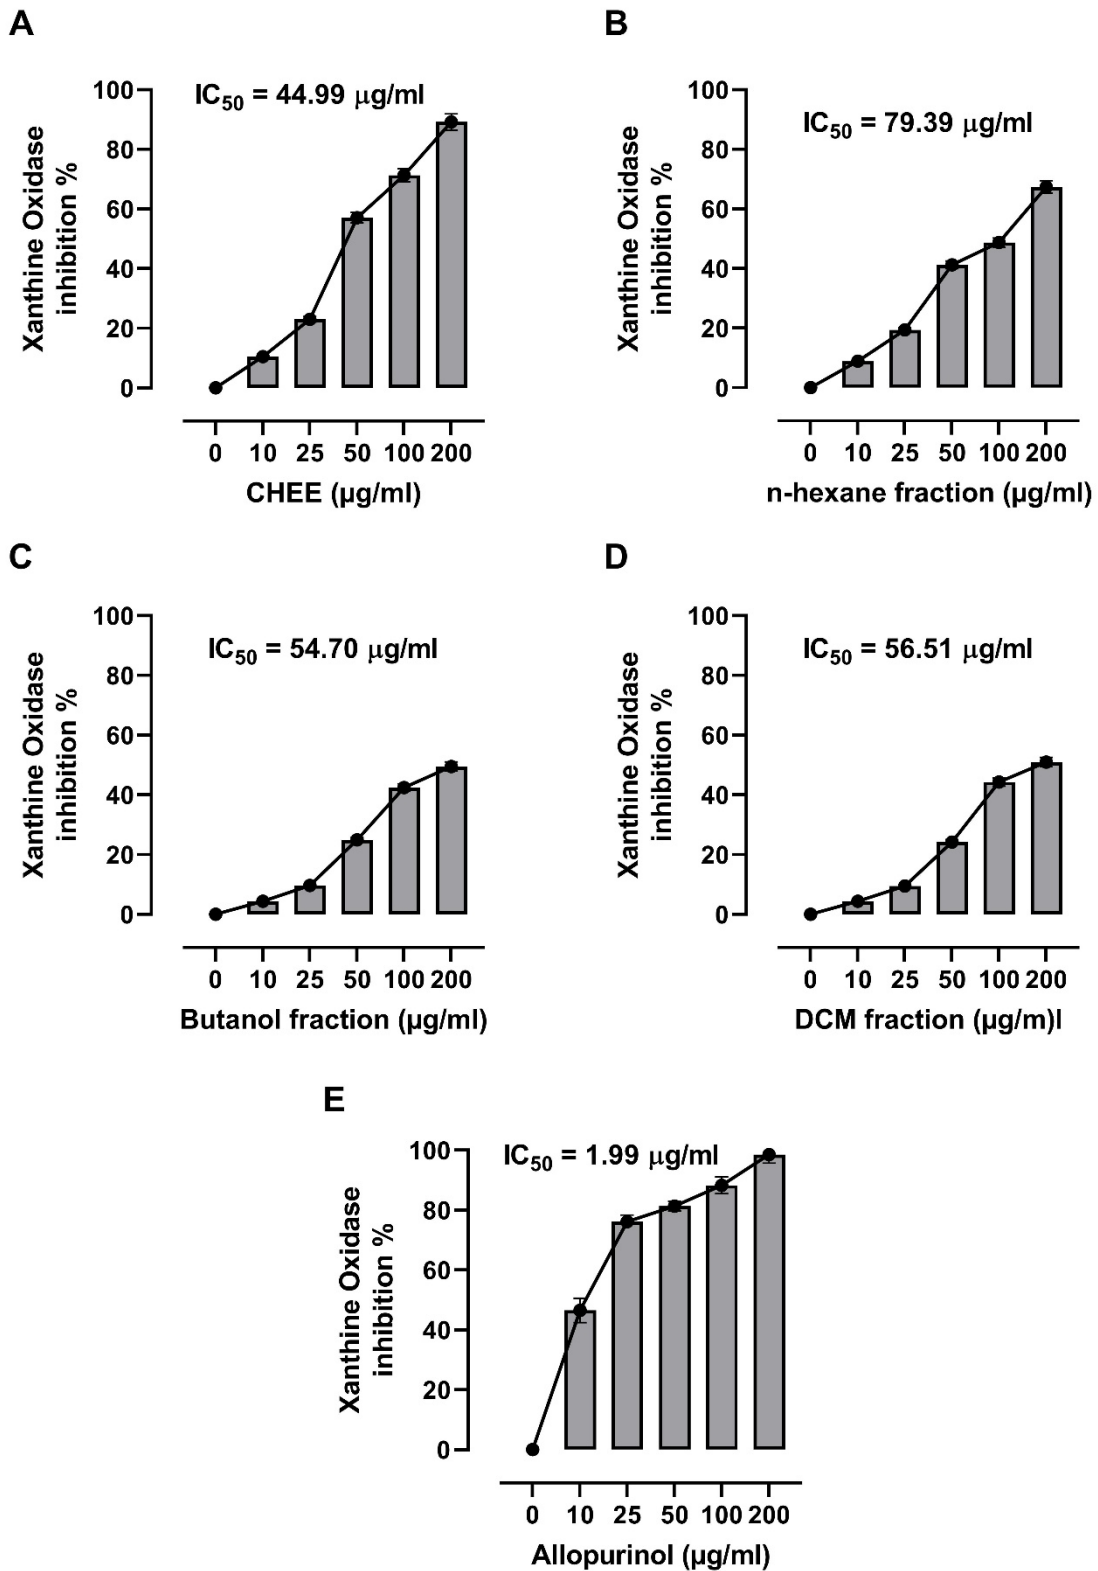 A
IC50 = 44.99 μg/ml
Xanthine Oxidase
inhibition %
100
80
60
40
20
0
0 10 25 50 100 200
CHEE (μg/ml)
B
IC50 = 79.39 μg/ml
Xanthine Oxidase
inhibition %
100
80
60
40
20
0
0 10 25 50 100 200
n-hexane fraction (μg/ml)
C
IC50 = 54.70 μg/ml
Xanthine Oxidase
inhibition %
100
80
60
40
20
0
0 10 25 50 100 200
Butanol fraction (μg/ml)
D
IC50 = 56.51 μg/ml
Xanthine Oxidase
inhibition %
100
80
60
40
20
0
0 10 25 50 100 200
DCM fraction (μg/m)l
E
IC50 = 1.99 μg/ml
Xanthine Oxidase
inhibition %
100
80
60
40
20
0
0 10 25 50 100 200
Allopurinol (μg/ml)